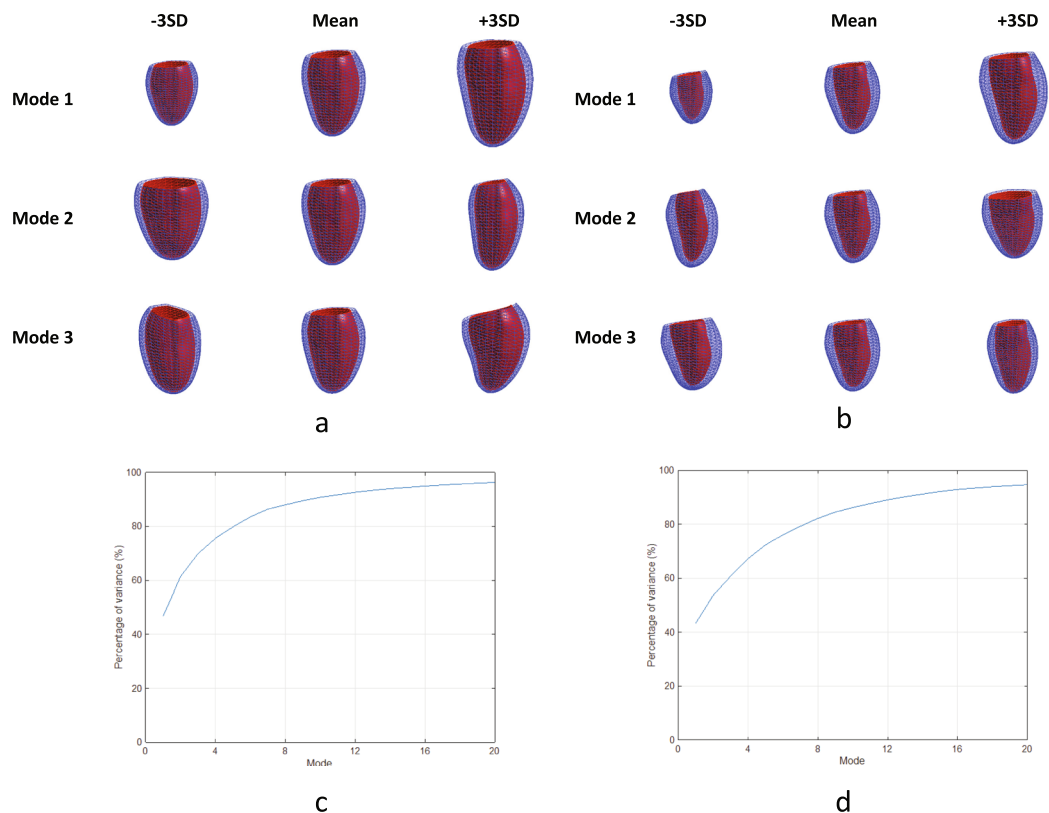 -3SD Mean +3SD
Mode 1
Mode 2
Mode 3
a
-3SD Mean +3SD
Mode 1
Mode 2
Mode 3
b
Percentage of variance (%)
100
80
60
40
20
0
0 4 8 12 16 20
Mode
c
Percentage of variance (%)
100
80
60
40
20
0
0 4 8 12 16 20
Mode
d